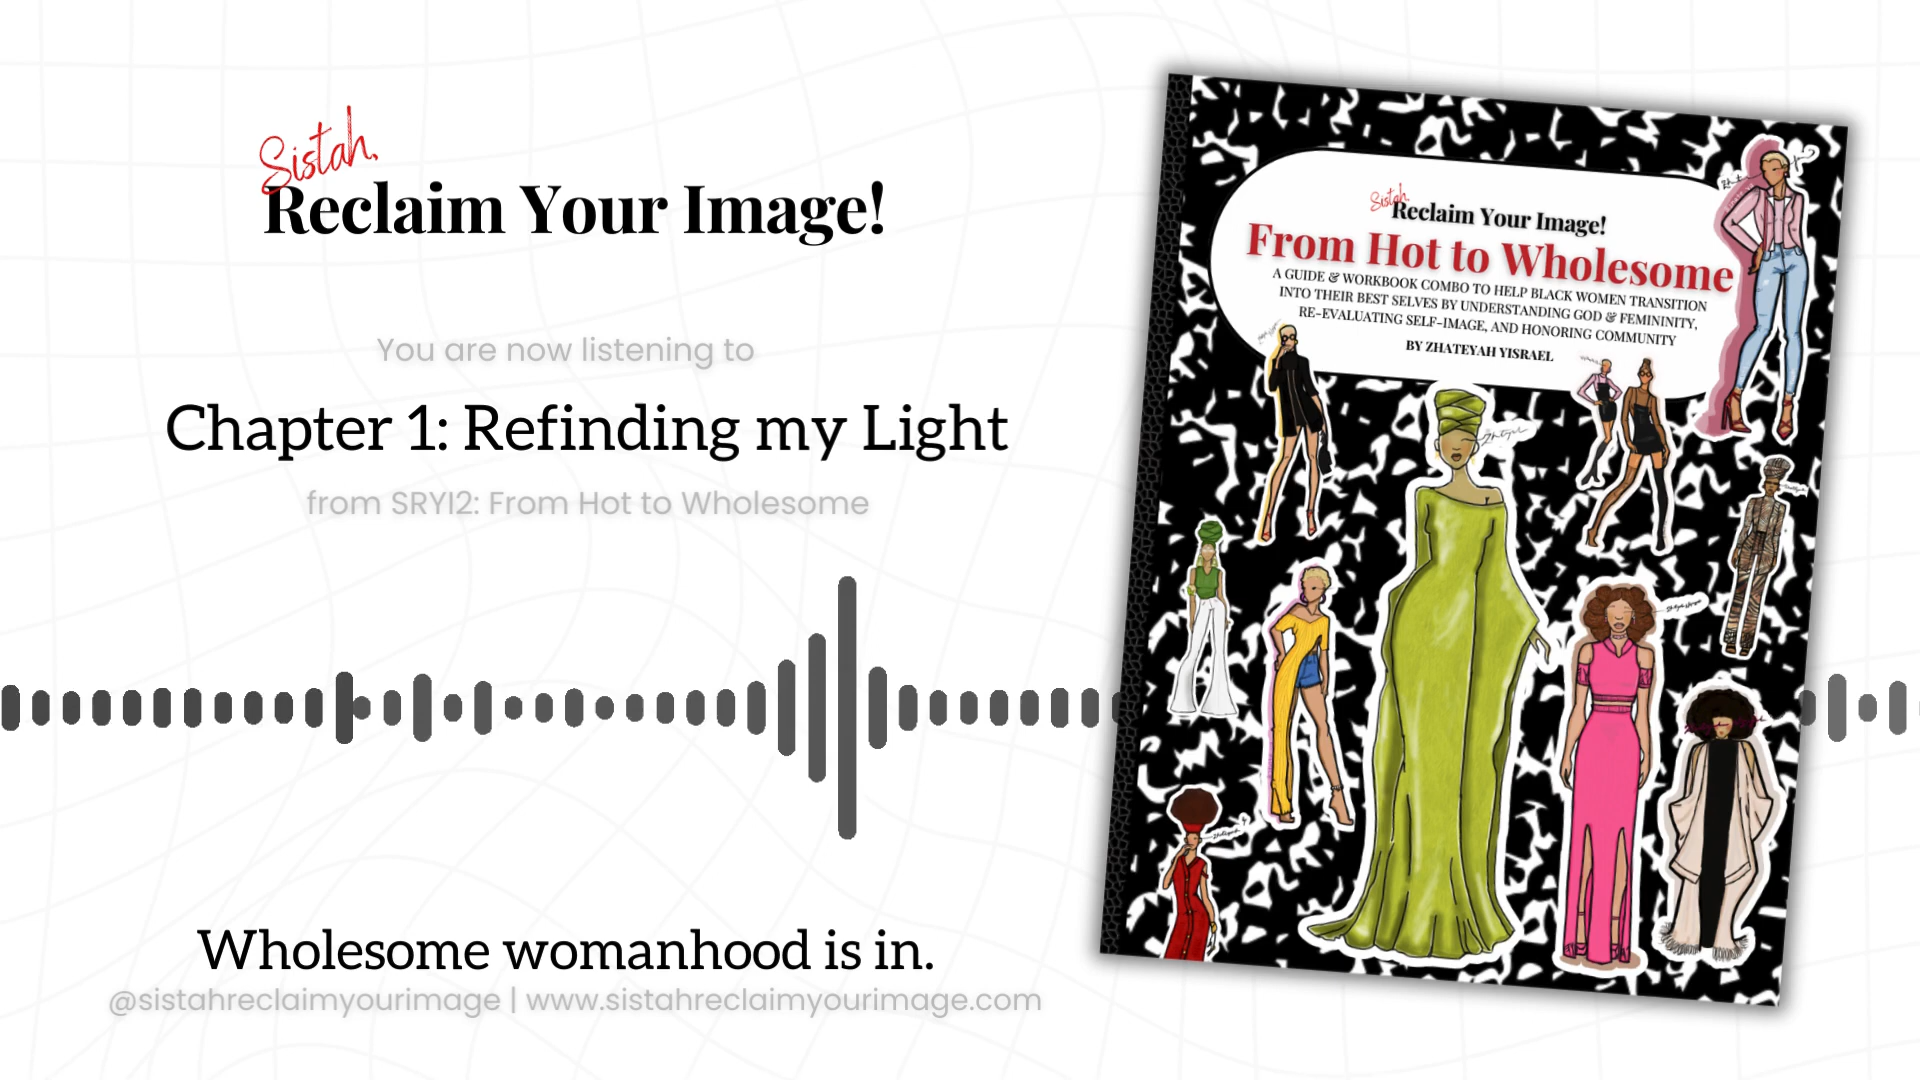 Sistah,
Reclaim Your Image!
You are now listening to
Chapter 1: Refinding my Light
from SRYI2: From Hot to Wholesome
Wholesome womanhood is in.
@sistahreclaimyourimage | www.sistahreclaimyourimage.com
Sistah,
Reclaim Your Image!
From Hot to Wholesome
A GUIDE & WORKBOOK COMBO TO HELP BLACK WOMEN TRANSITION
INTO THEIR BEST SELVES BY UNDERSTANDING GOD & FEMININITY,
RE-EVALUATING SELF-IMAGE, AND HONORING COMMUNITY
BY ZHATEYAH YISRAEL